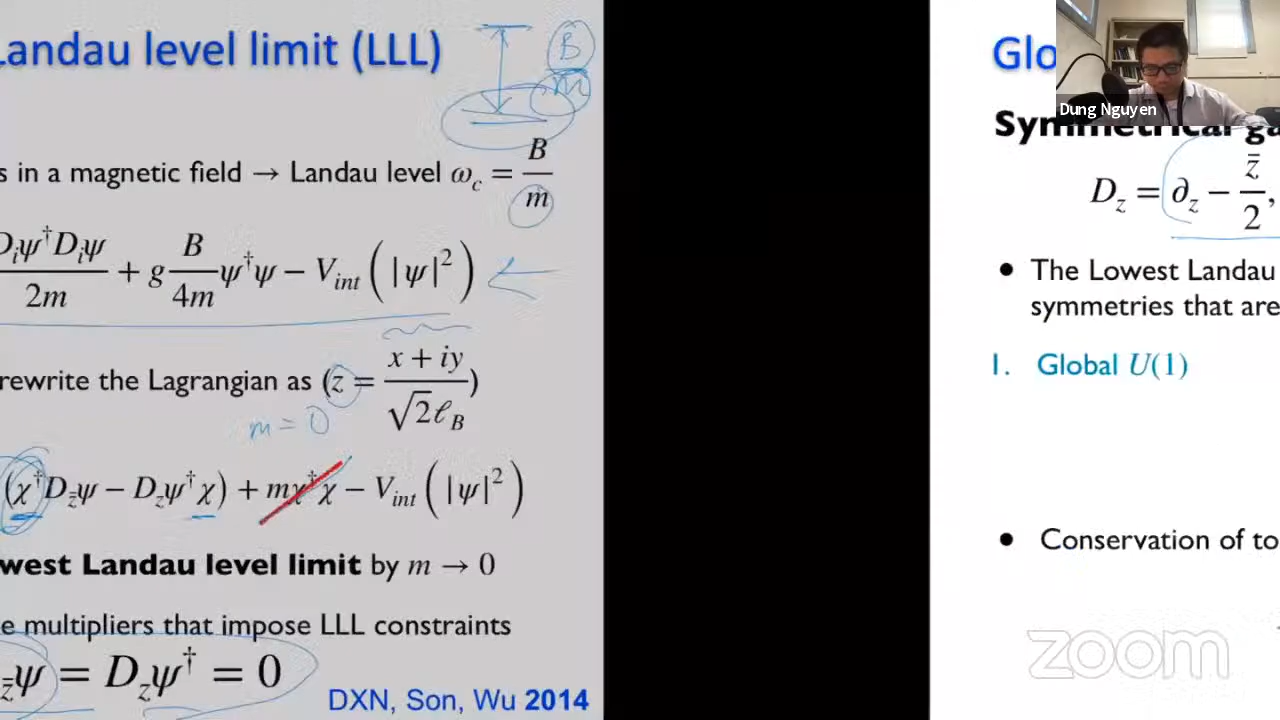 Landau level limit (LLL)
B
m
s in a magnetic field → Landau level ω_c = B/m
D_iψ†D_iψ/2m + g B/4m ψ†ψ − V_int (|ψ|²)
rewrite the Lagrangian as (z = x + iy/√2ℓ_B)
m = 0
(χ†D_z̄ψ − D_zψ†χ) + mχ†χ − V_int (|ψ|²)
west Landau level limit by m → 0
e multipliers that impose LLL constraints
z̄ψ = D_zψ† = 0
DXN, Son, Wu 2014
Glo
Dung Nguyen
Symmetrical ga
D_z = ∂_z − z̄/2,
• The Lowest Landau
symmetries that are
1. Global U(1)
• Conservation of to
zoom